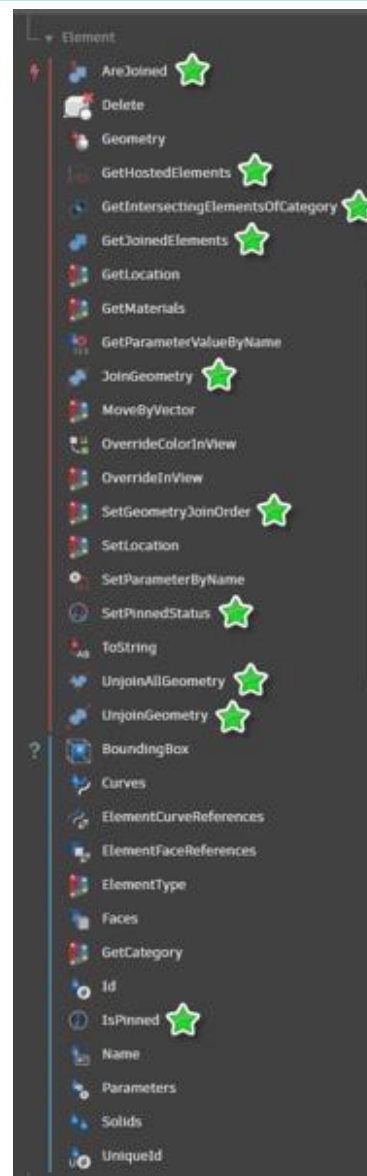 Element
AreJoined
Delete
Geometry
GetHostedElements
GetIntersectingElementsOfCategory
GetJoinedElements
GetLocation
GetMaterials
GetParameterValueByName
JoinGeometry
MoveByVector
OverrideColorInView
OverrideInView
SetGeometryJoinOrder
SetLocation
SetParameterByName
SetPinnedStatus
ToString
UnjoinAllGeometry
UnjoinGeometry
?
BoundingBox
Curves
ElementCurveReferences
ElementFaceReferences
ElementType
Faces
GetCategory
Id
IsPinned
Name
Parameters
Solids
UniqueId